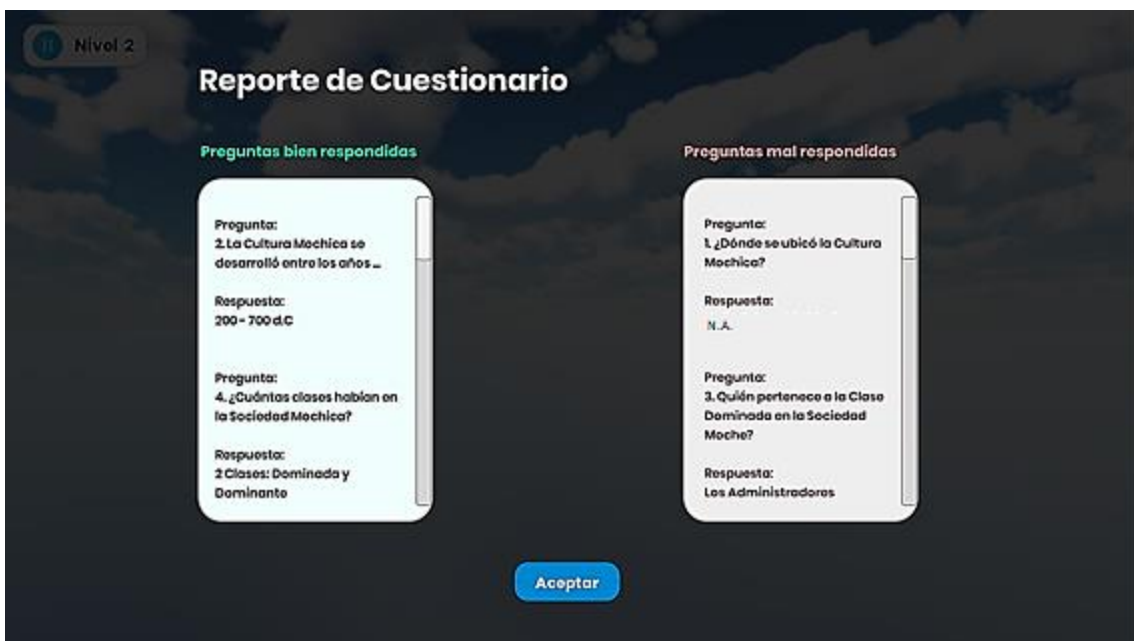 Nivel 2
Reporte de Cuestionario
Preguntas bien respondidas
Pregunta:
2. La Cultura Mochica se
desarrolló entre los años ...
Respuesta:
200 - 700 d.C
Pregunta:
4. ¿Cuántas clases habían en
la Sociedad Mochica?
Respuesta:
2 Clases: Dominada y
Dominante
Preguntas mal respondidas
Pregunta:
1. ¿Dónde se ubicó la Cultura
Mochica?
Respuesta:
N.A.
Pregunta:
3. Quién pertenece a la Clase
Dominada en la Sociedad
Moche?
Respuesta:
Los Administradores
Aceptar